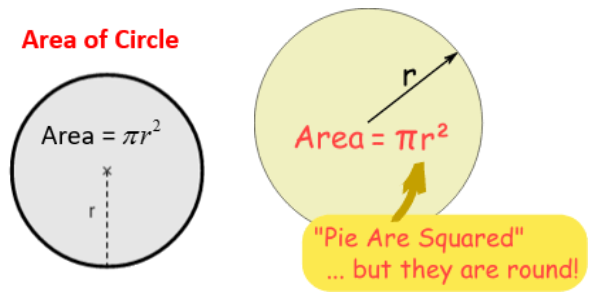 Area of Circle
Area = πr²
r
r
Area = πr²
"Pie Are Squared"
... but they are round!